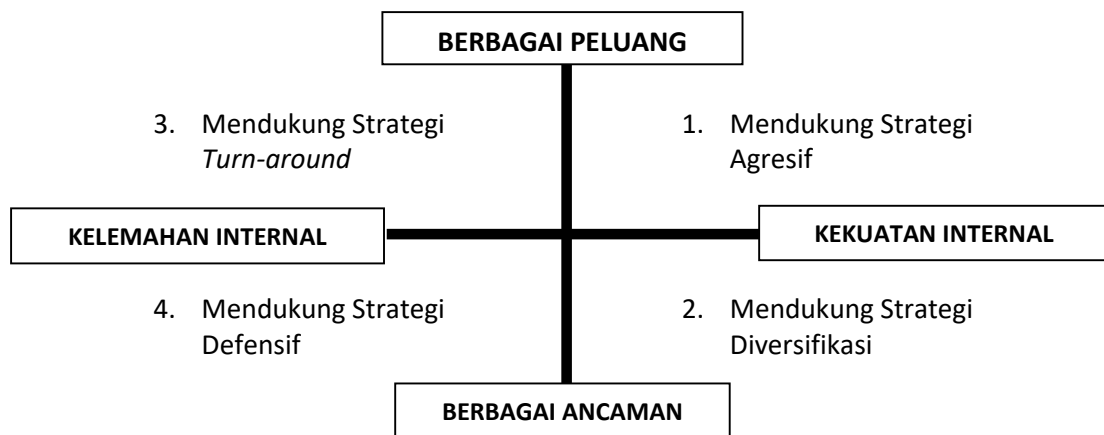 BERBAGAI PELUANG
3. Mendukung Strategi
Turn-around
1. Mendukung Strategi
Agresif
KELEMAHAN INTERNAL
KEKUATAN INTERNAL
4. Mendukung Strategi
Defensif
2. Mendukung Strategi
Diversifikasi
BERBAGAI ANCAMAN